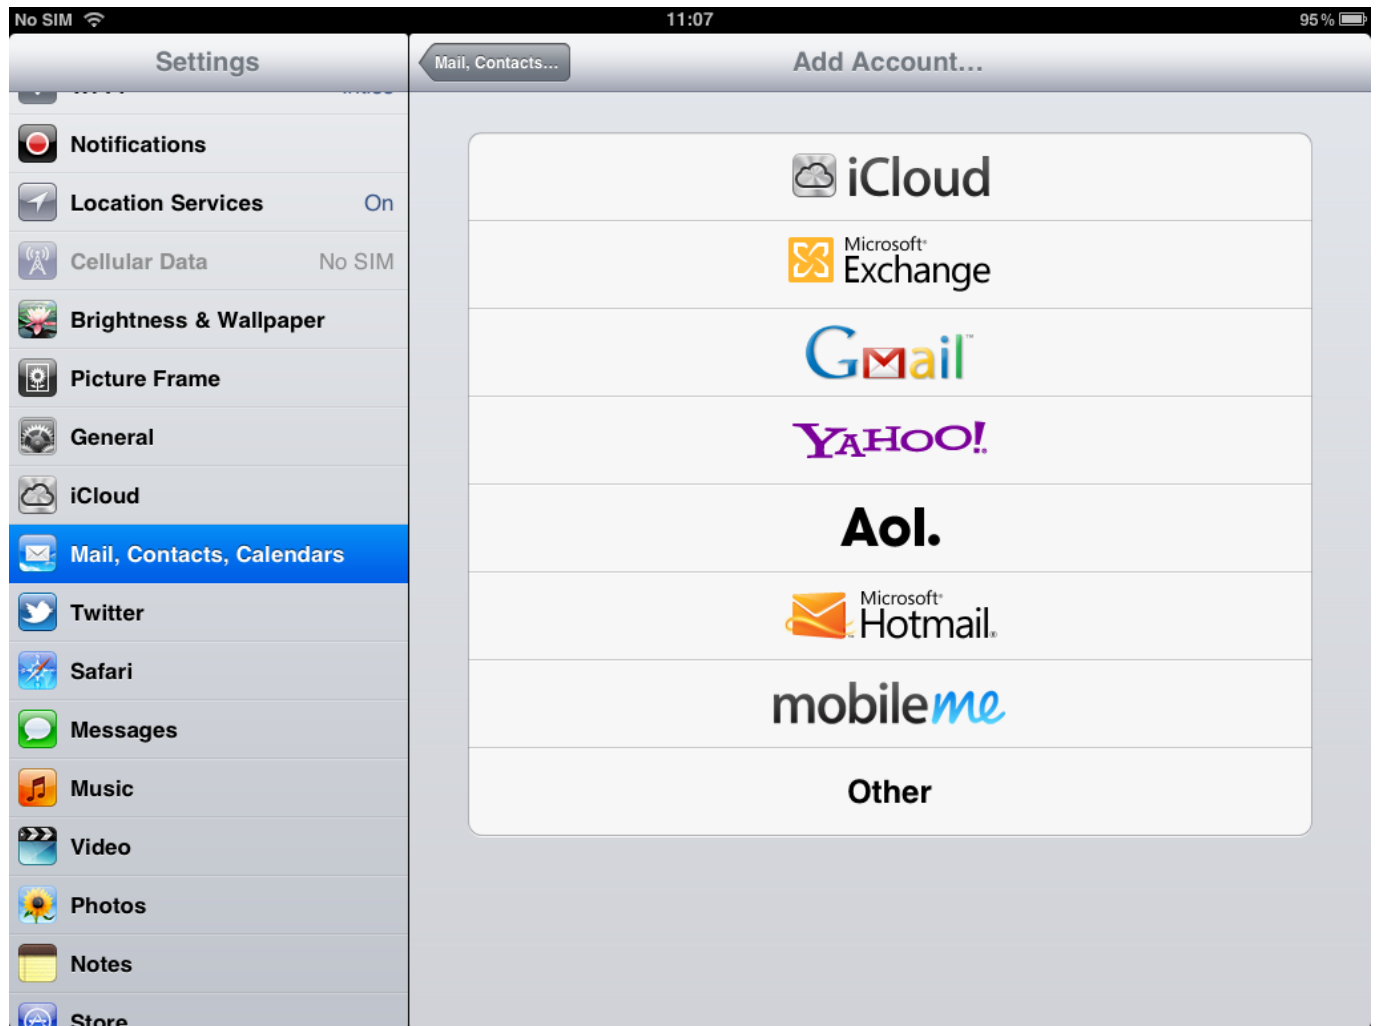 No SIM 11:07 95%
Settings
Mail, Contacts... Add Account...
Notifications
Location Services On
Cellular Data No SIM
Brightness & Wallpaper
Picture Frame
General
iCloud
Mail, Contacts, Calendars
Twitter
Safari
Messages
Music
Video
Photos
Notes
Store
iCloud
Microsoft®
Exchange
Gmail™
YAHOO!®
Aol.
Microsoft®
Hotmail®
mobileme
Other